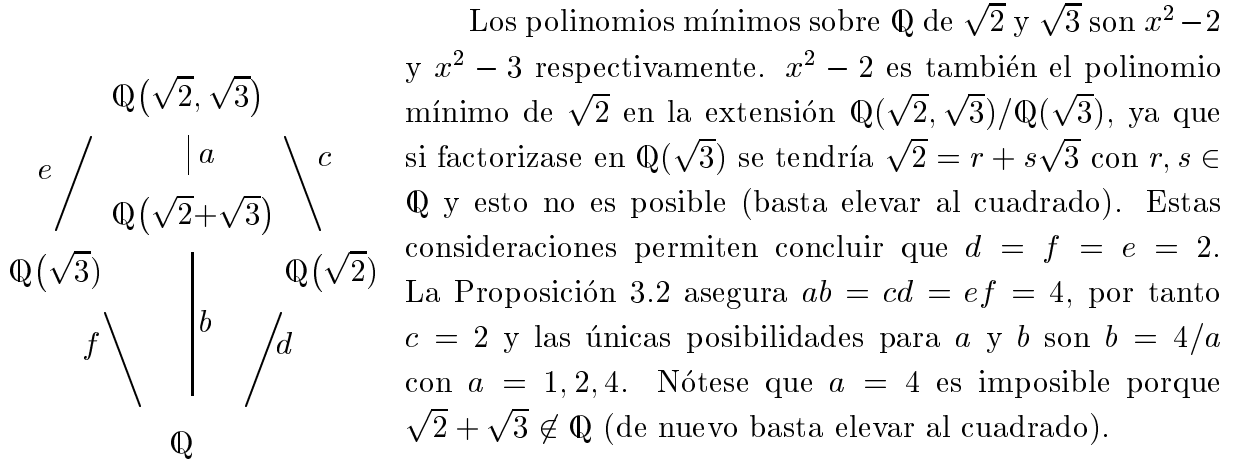 ℚ(√2, √3)
e
a
c
ℚ(√2+√3)
ℚ(√3)
ℚ(√2)
f
b
d
ℚ
Los polinomios mínimos sobre ℚ de √2 y √3 son x² − 2
y x² − 3 respectivamente. x² − 2 es también el polinomio
mínimo de √2 en la extensión ℚ(√2, √3)/ℚ(√3), ya que
si factorizase en ℚ(√3) se tendría √2 = r + s√3 con r, s ∈
ℚ y esto no es posible (basta elevar al cuadrado). Estas
consideraciones permiten concluir que d = f = e = 2.
La Proposición 3.2 asegura ab = cd = ef = 4, por tanto
c = 2 y las únicas posibilidades para a y b son b = 4/a
con a = 1, 2, 4. Nótese que a = 4 es imposible porque
√2 + √3 ∉ ℚ (de nuevo basta elevar al cuadrado).